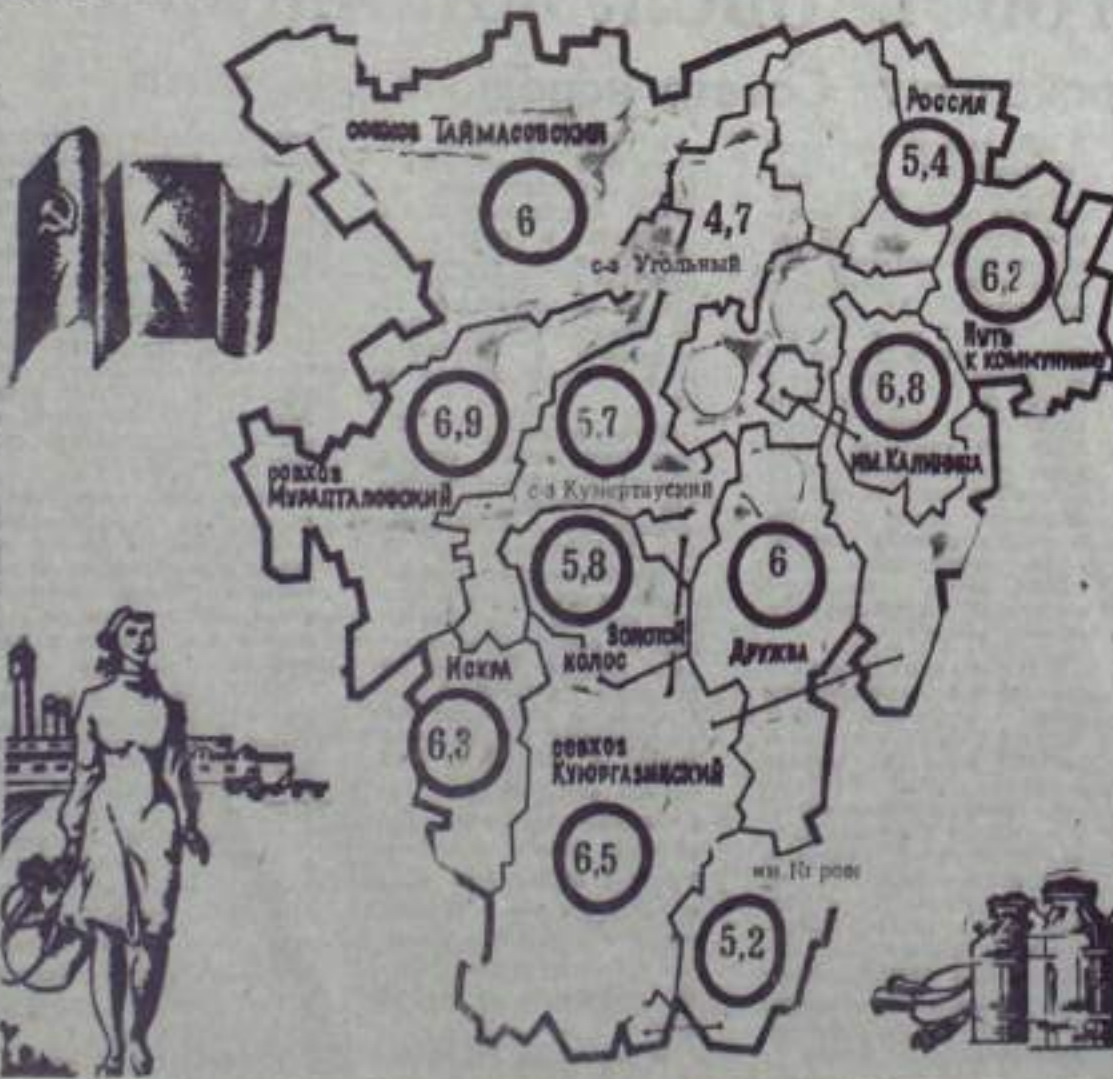 совхоз ТАЙМАСОВСКИЙ
6
РОССИЯ
5,4
4,7
с-з Угольный
6,2
ПУТЬ
К КОММУНИЗМУ
6,8
ИМ. КАЛИНИНА
6,9
совхоз
МУРАПТАЛОВСКИЙ
5,7
с-з Кумертауский
5,8
ЗОЛОТОЙ
КОЛОС
6
ДРУЖБА
ИСКРА
6,3
совхоз
КУЮРГАЗИНСКИЙ
6,5
им.
5,2